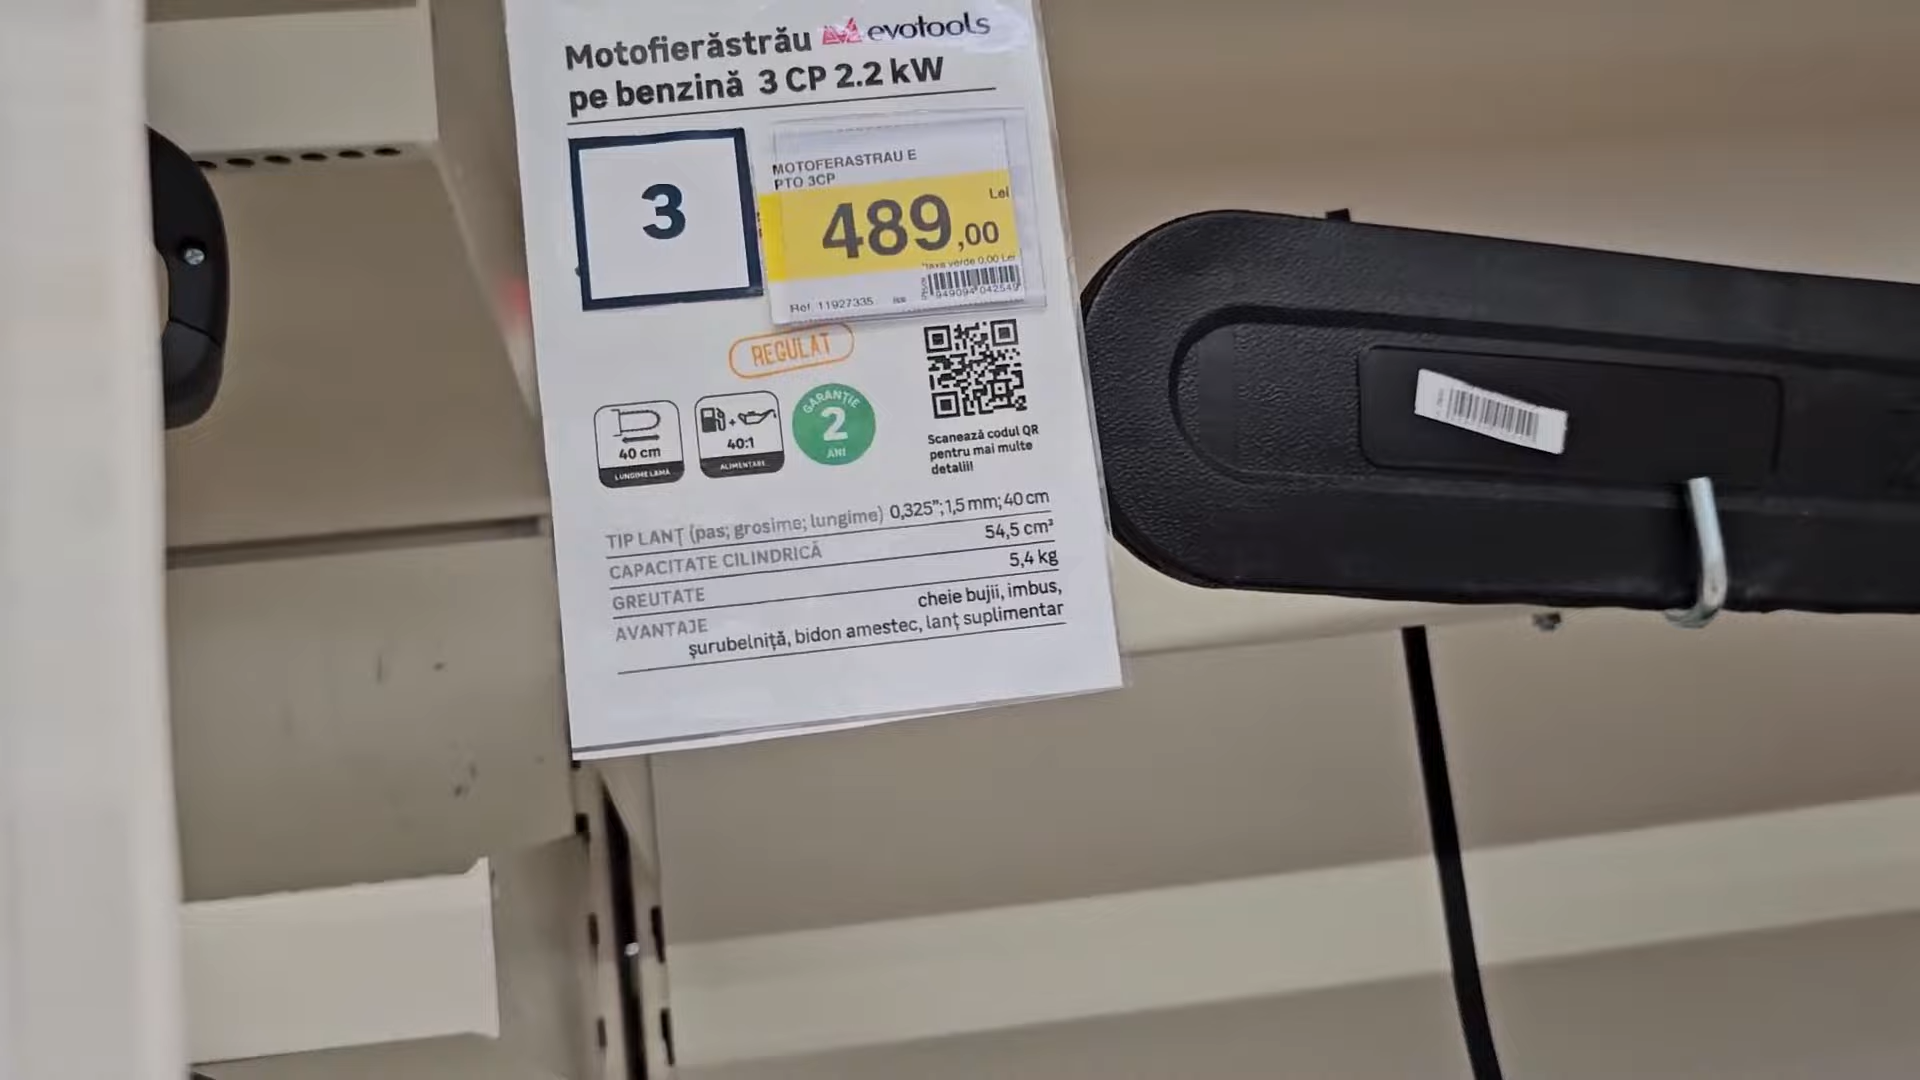 Motofierăstrău evotools
pe benzină 3 CP 2.2 kW
3
MOTOFERASTRAU E
PTO 3CP
Lei
489,00
*Taxa verde 0.00 Lei
Ref. 11927335
949094 042549
REGULAT
40 cm
LUNGIME LAMĂ
40:1
ALIMENTARE
GARANȚIE
2
ANI
Scanează codul QR
pentru mai multe
detalii!
TIP LANȚ (pas; grosime; lungime) 0,325”; 1,5 mm; 40 cm
CAPACITATE CILINDRICĂ 54,5 cm³
GREUTATE 5,4 kg
AVANTAJE cheie bujii, imbus,
șurubelniță, bidon amestec, lanț suplimentar